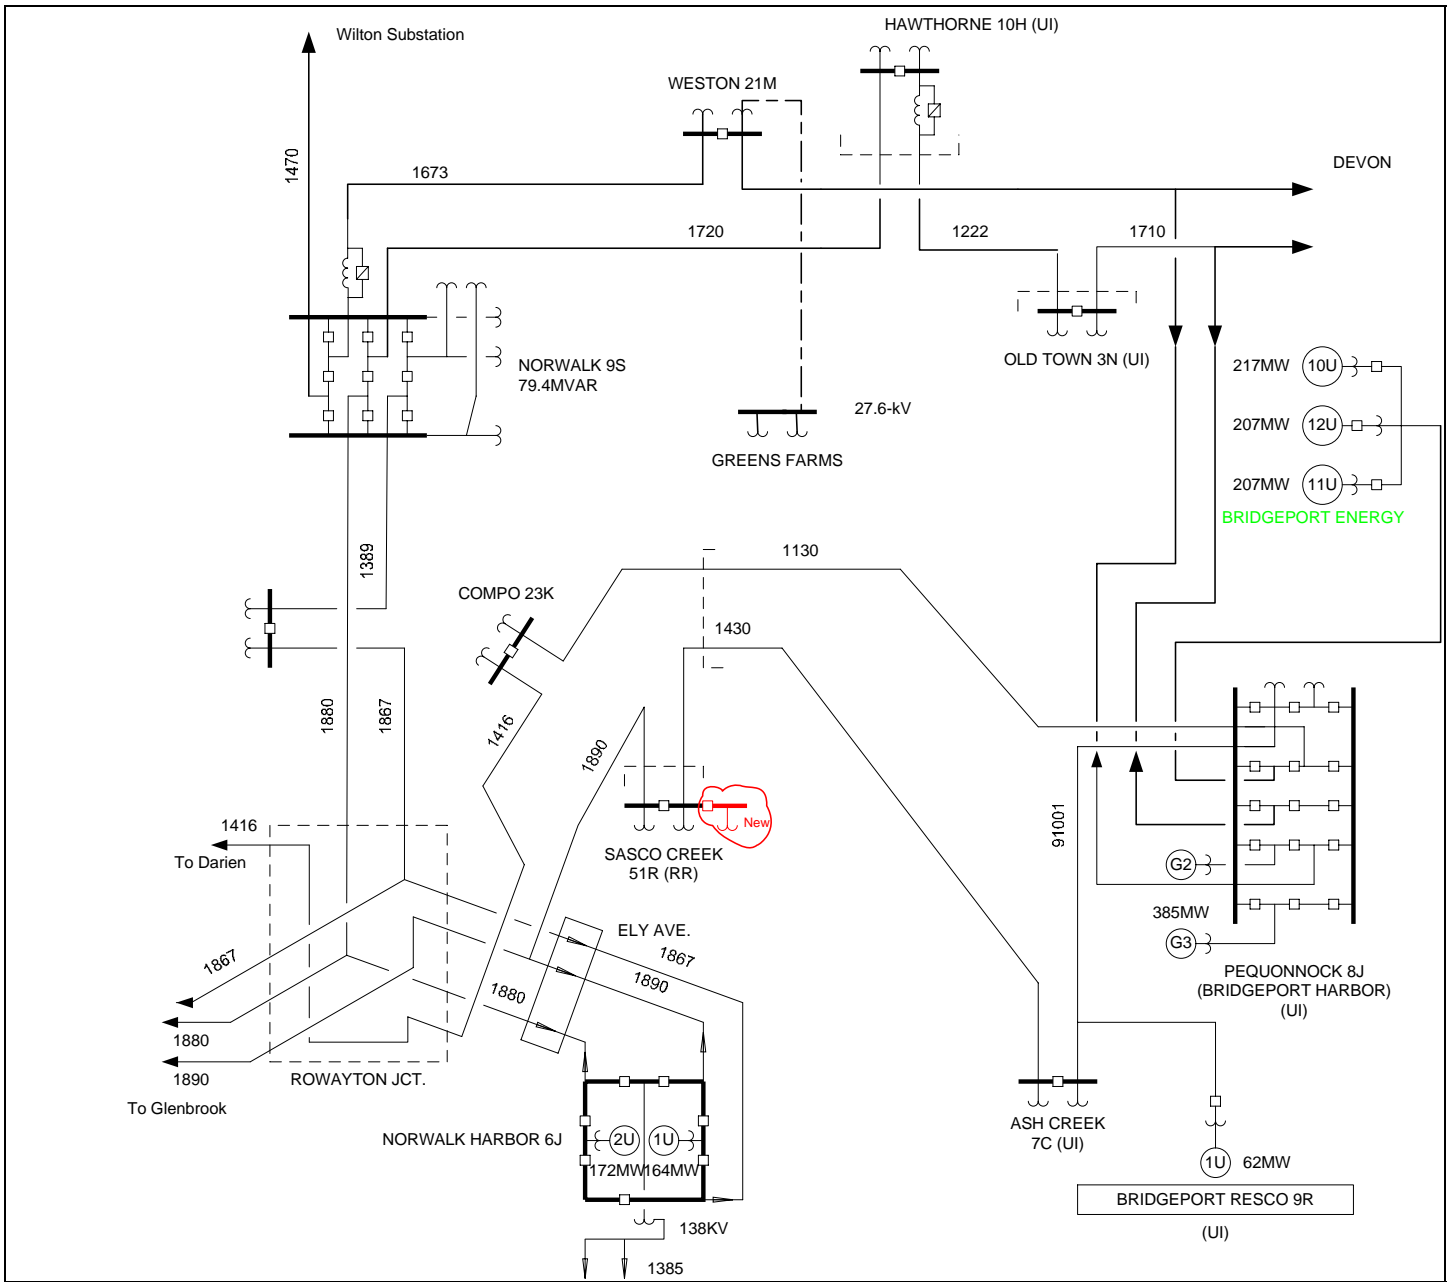 Wilton Substation
HAWTHORNE 10H (UI)
WESTON 21M
DEVON
1470
1673
1720
1222
1710
NORWALK 9S
79.4MVAR
OLD TOWN 3N (UI)
27.6-kV
GREENS FARMS
217MW
10U
207MW
12U
207MW
11U
BRIDGEPORT ENERGY
1389
1130
COMPO 23K
1430
1880
1867
1416
1890
New
SASCO CREEK
51R (RR)
91001
1416
To Darien
G2
385MW
G3
PEQUONNOCK 8J
(BRIDGEPORT HARBOR)
(UI)
ELY AVE.
1867
1890
1880
1867
1880
1890
To Glenbrook
ROWAYTON JCT.
NORWALK HARBOR 6J
2U
1U
172MW
164MW
138KV
1385
ASH CREEK
7C (UI)
1U
62MW
BRIDGEPORT RESCO 9R
(UI)